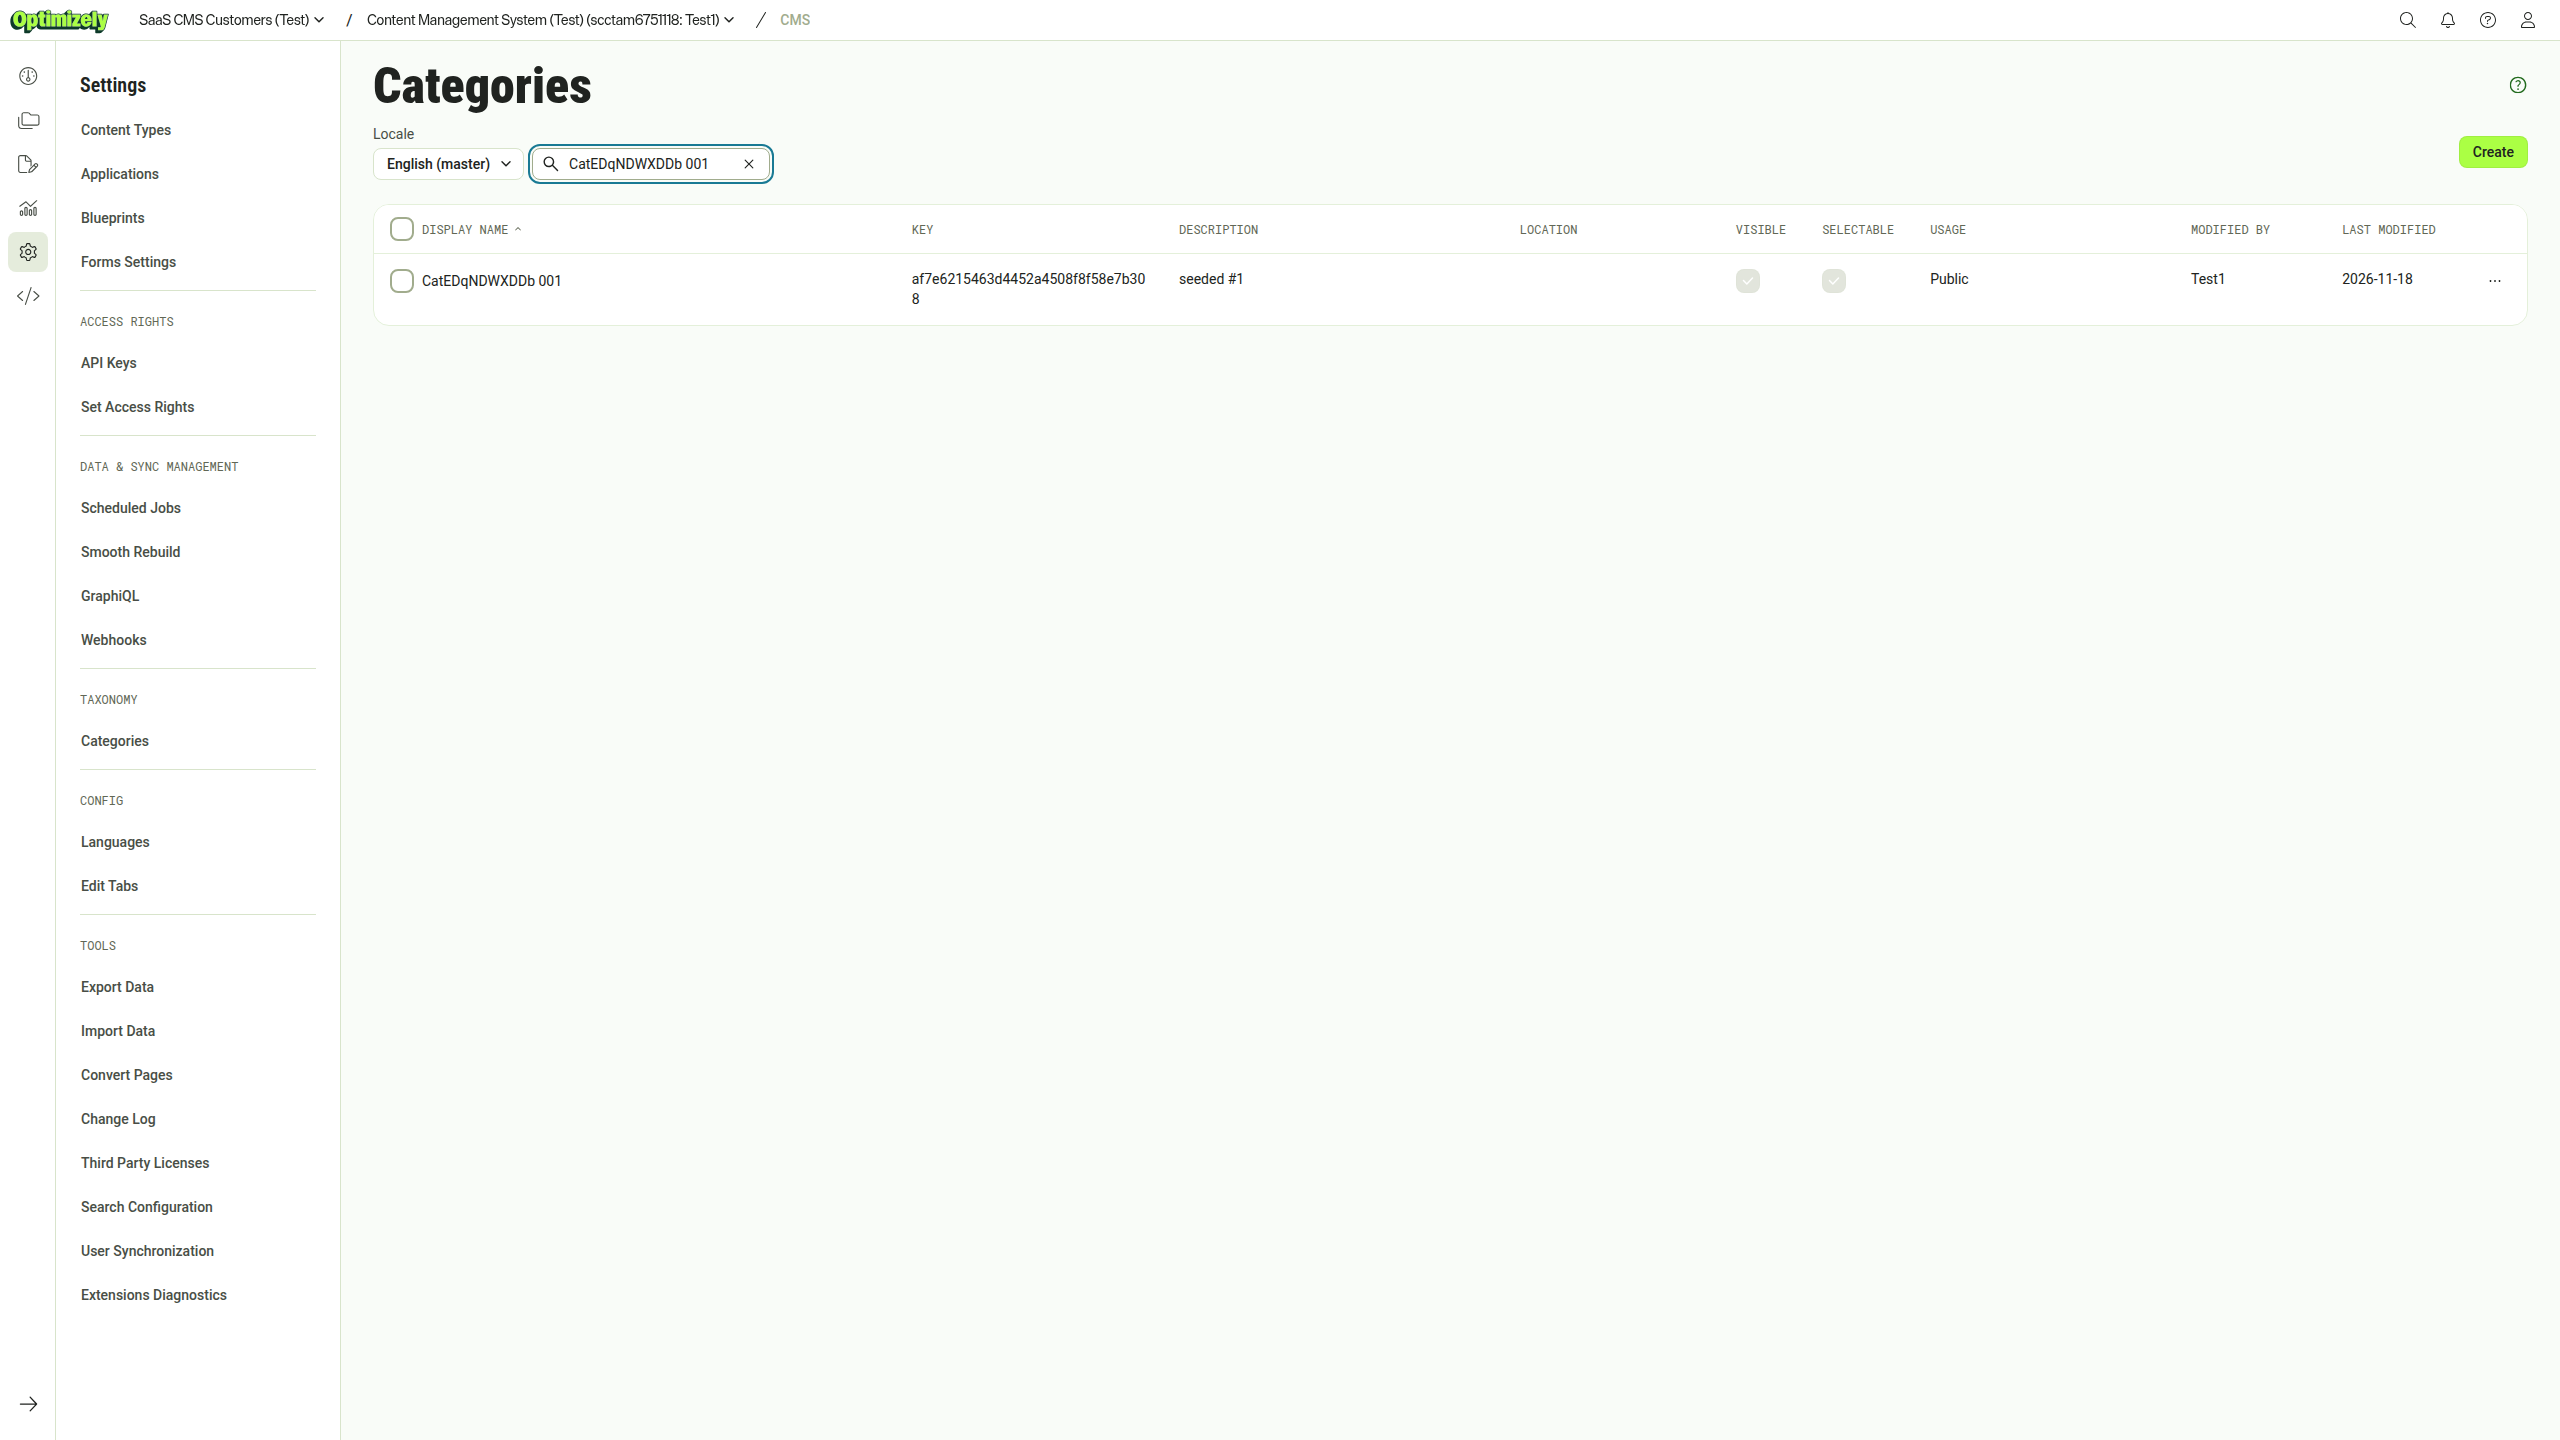 Optimizely
SaaS CMS Customers (Test) / Content Management System (Test) (scctam6751118: Test1) / CMS
Settings
Content Types
Applications
Blueprints
Forms Settings
ACCESS RIGHTS
API Keys
Set Access Rights
DATA & SYNC MANAGEMENT
Scheduled Jobs
Smooth Rebuild
GraphiQL
Webhooks
TAXONOMY
Categories
CONFIG
Languages
Edit Tabs
TOOLS
Export Data
Import Data
Convert Pages
Change Log
Third Party Licenses
Search Configuration
User Synchronization
Extensions Diagnostics
Categories
Locale
English (master) CatEDqNDWXDDb 001
Create
DISPLAY NAME KEY DESCRIPTION LOCATION VISIBLE SELECTABLE USAGE MODIFIED BY LAST MODIFIED
CatEDqNDWXDDb 001 af7e6215463d4452a4508f8f58e7b30 seeded #1 Public Test1 2026-11-18 ...
8